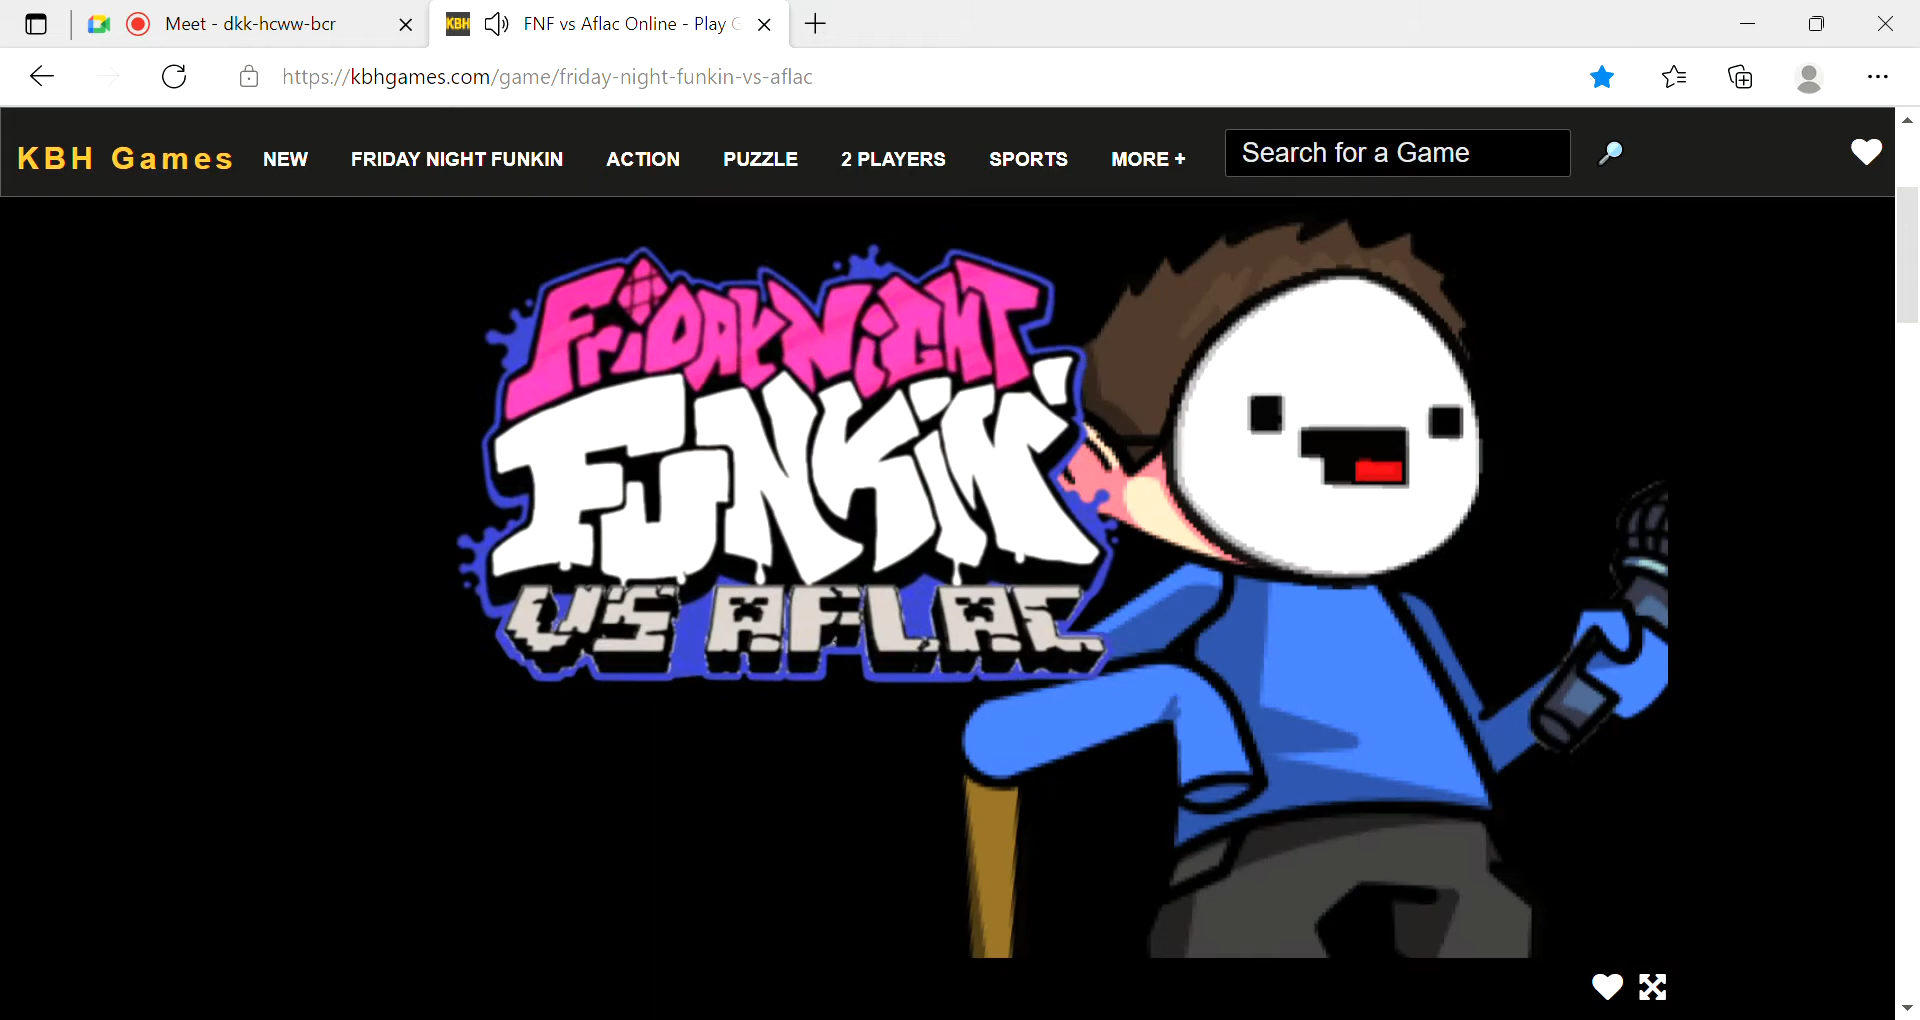 Meet - dkk-hcww-bcr
KBH
FNF vs Aflac Online - Play G
https://kbhgames.com/game/friday-night-funkin-vs-aflac
KBH Games
NEW
FRIDAY NIGHT FUNKIN
ACTION
PUZZLE
2 PLAYERS
SPORTS
MORE +
Search for a Game
FRIDAY NIGHT
FUNKIN'
VS AFLAC